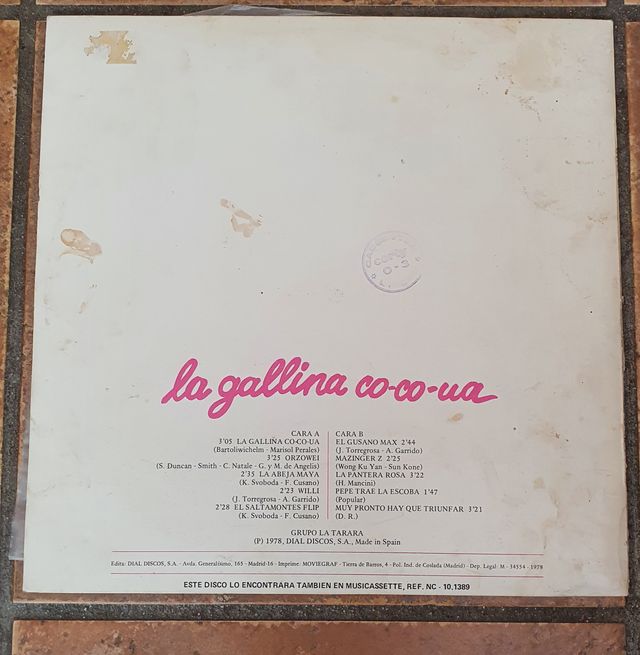 la gallina co-co-ua
CARA A
3'05 LA GALLIÑA CO-CO-UA
(Bartoliwichelm - Marisol Perales)
3'25 ORZOWEI
(S. Duncan - Smith - C. Natale - G. y M. de Angelis)
2'35 LA ABEJA MAYA
(K. Svoboda - F. Cusano)
2'23 WILLI
(J. Torregrosa - A. Garrido)
2'28 EL SALTAMONTES FLIP
(K. Svoboda - F. Cusano)
CARA B
EL GUSANO MAX 2'44
(J. Torregrosa - A. Garrido)
MAZINGER Z 2'25
(Wong Ku Yan - Sun Kone)
LA PANTERA ROSA 3'22
(H. Mancini)
PEPE TRAE LA ESCOBA 1'47
(Popular)
MUY PRONTO HAY QUE TRIUNFAR 3'21
(D. R.)
GRUPO LA TARARA
(P) 1978, DIAL DISCOS, S.A., Made in Spain
Edita: DIAL DISCOS, S.A. - Avda. Generalísimo, 165 - Madrid-16 - Imprime: MOVIEGRAF - Tierra de Barros, 4 - Pol. Ind. de Coslada (Madrid) - Dep. Legal: M - 34554 - 1978
ESTE DISCO LO ENCONTRARA TAMBIEN EN MUSICASSETTE, REF. NC - 10.1389